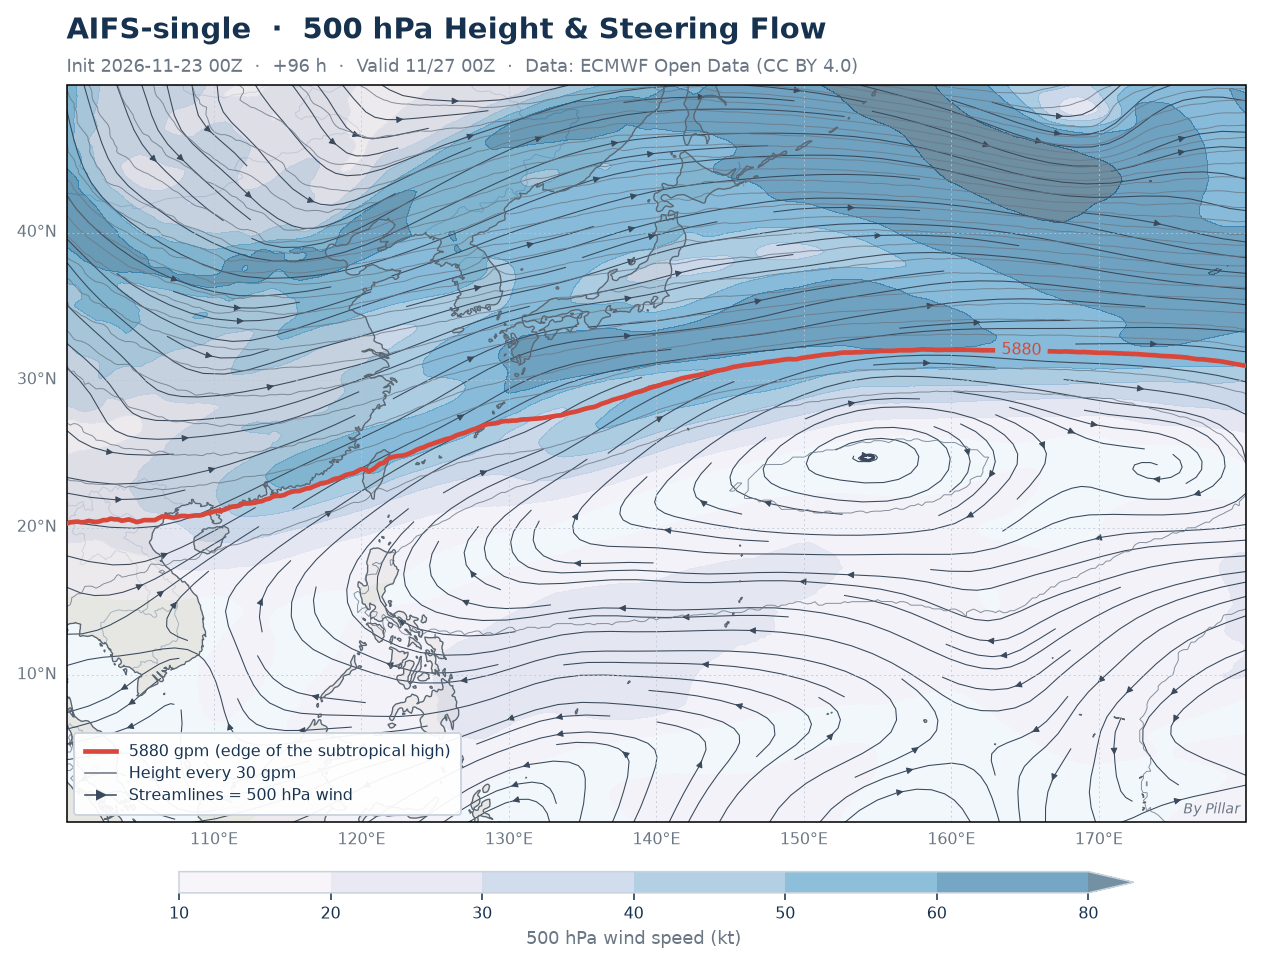 AIFS-single · 500 hPa Height & Steering Flow
Init 2026-11-23 00Z · +96 h · Valid 11/27 00Z · Data: ECMWF Open Data (CC BY 4.0)
40°N
5880
30°N
20°N
10°N
5880 gpm (edge of the subtropical high)
Height every 30 gpm
Streamlines = 500 hPa wind
By Pillar
110°E 120°E 130°E 140°E 150°E 160°E 170°E
10 20 30 40 50 60 80
500 hPa wind speed (kt)